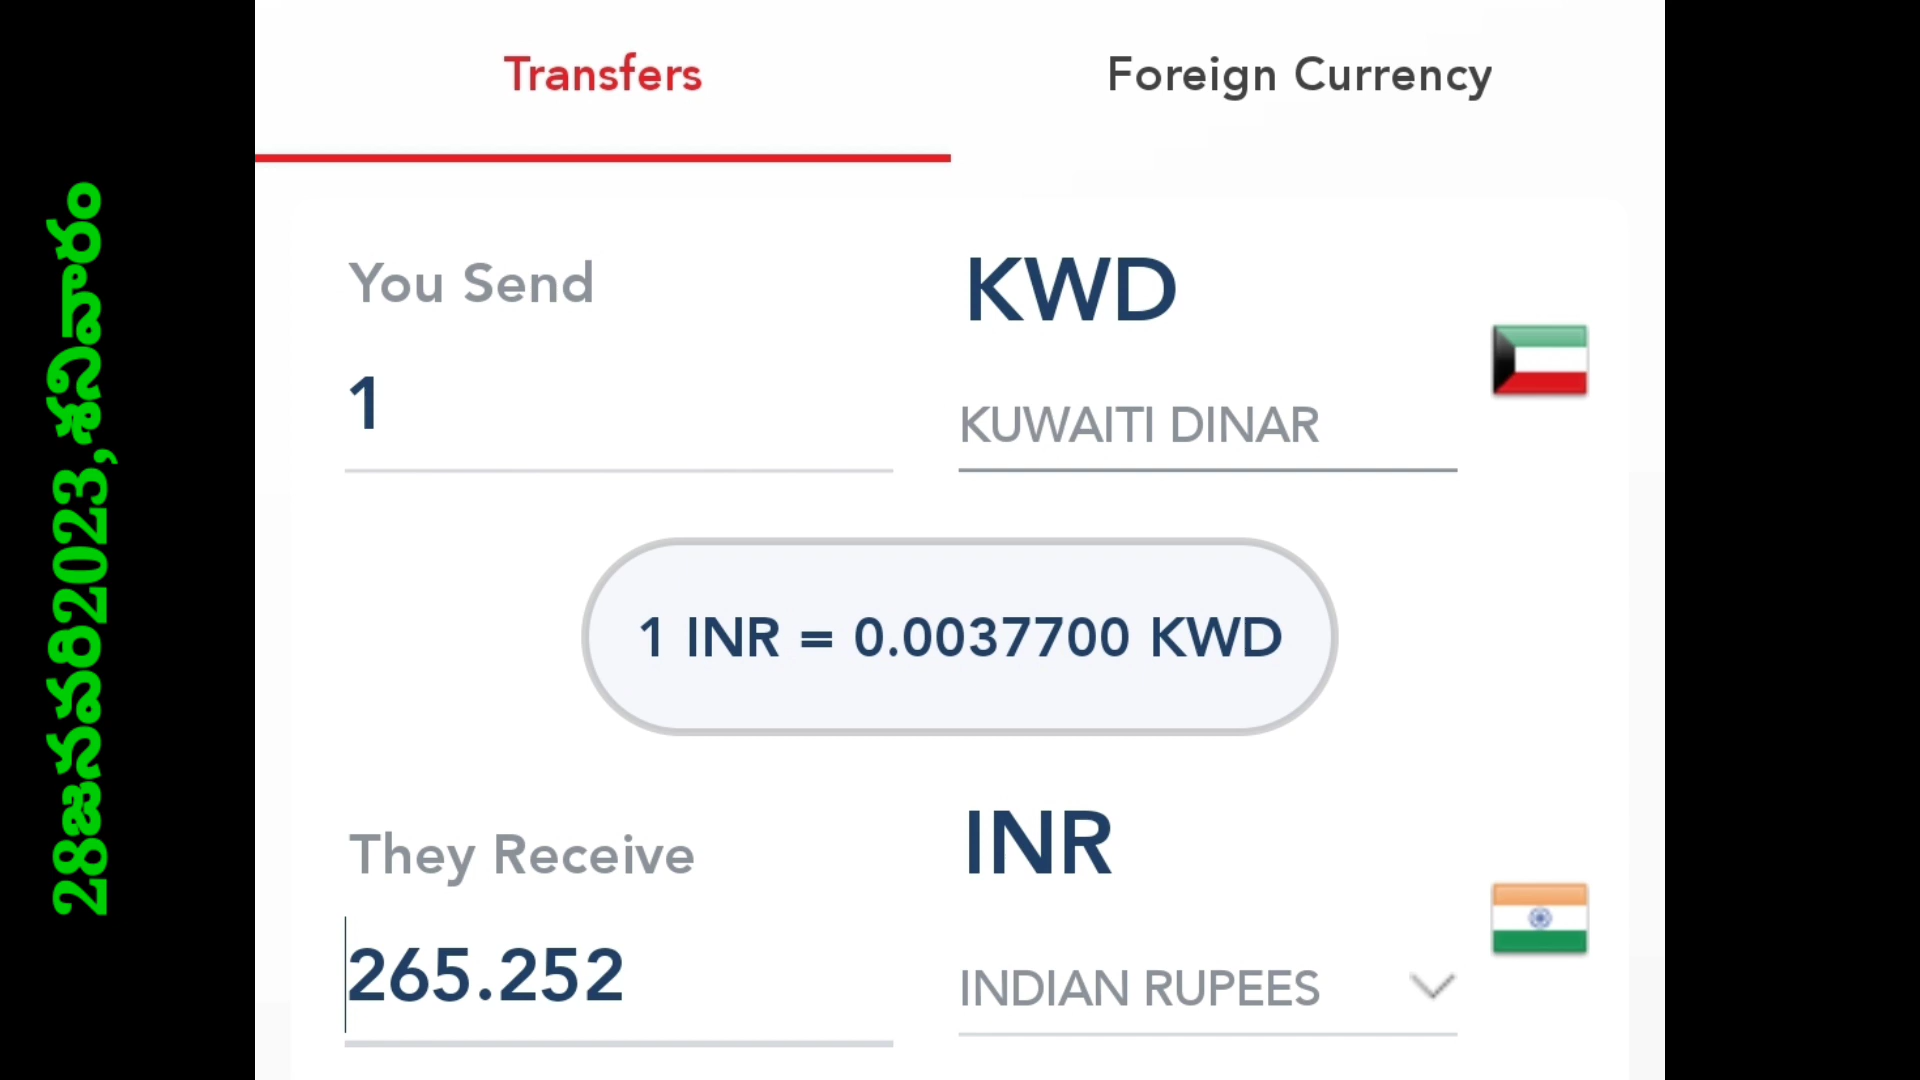 28జనవరి2023,శనివారం
Transfers
Foreign Currency
You Send
KWD
1
KUWAITI DINAR
1 INR = 0.0037700 KWD
They Receive
INR
265.252
INDIAN RUPEES